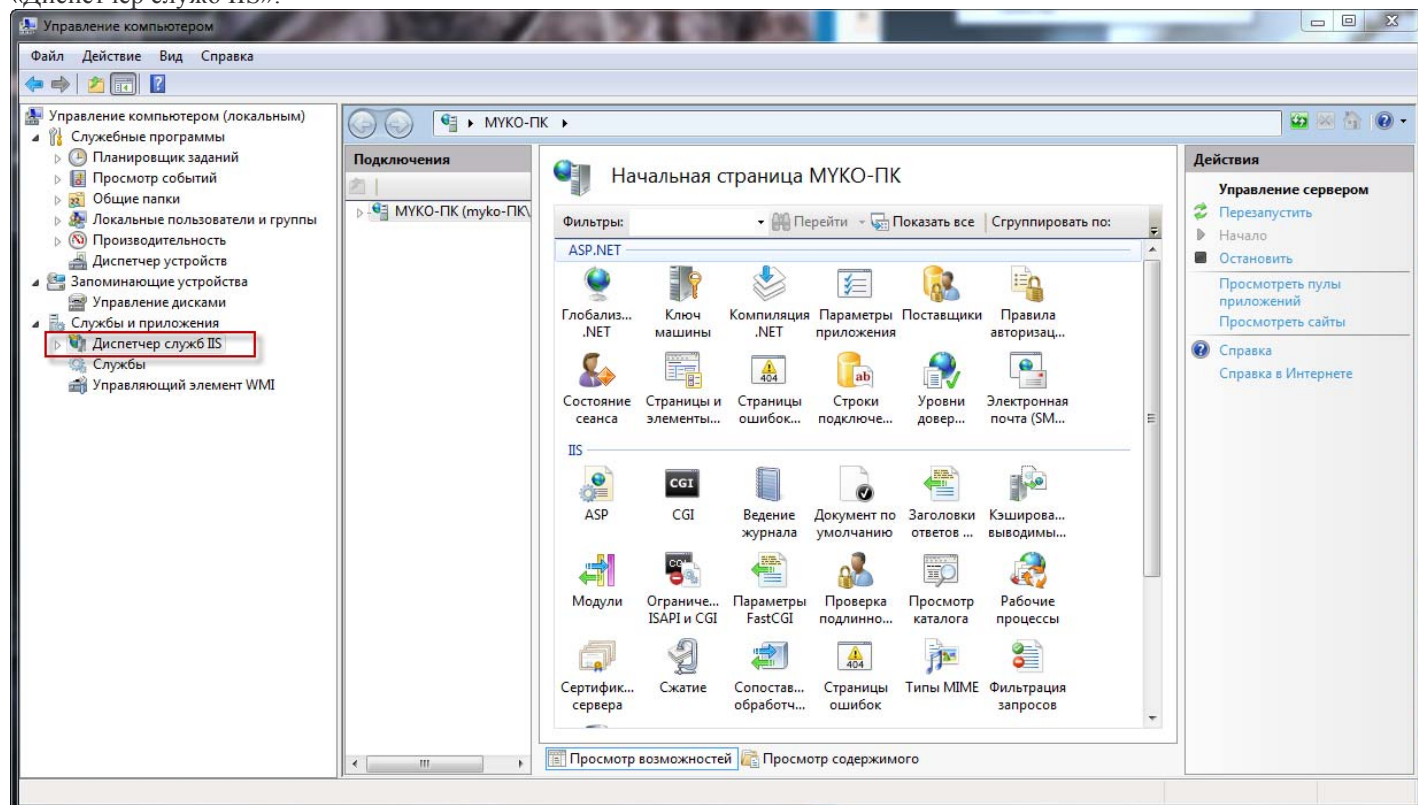 «Диспетчер служб IIS».
Управление компьютером
Файл Действие Вид Справка
Управление компьютером (локальным)
Служебные программы
Планировщик заданий
Просмотр событий
Общие папки
Локальные пользователи и группы
Производительность
Диспетчер устройств
Запоминающие устройства
Управление дисками
Службы и приложения
Диспетчер служб IIS
Службы
Управляющий элемент WMI
MYKO-ПК
Подключения
MYKO-ПК (myko-ПК\
Начальная страница MYKO-ПК
Фильтры: Перейти Показать все Сгруппировать по:
ASP.NET
Глобализ... Ключ Компиляция Параметры Поставщики Правила
.NET машины .NET приложения авторизац...
Состояние Страницы и Страницы Строки Уровни Электронная
сеанса элементы... ошибок... подключе... довер... почта (SM...
IIS
ASP CGI Ведение Документ по Заголовки Кэширова...
журнала умолчанию ответов ... выводимы...
Модули Ограниче... Параметры Проверка Просмотр Рабочие
ISAPI и CGI FastCGI подлинно... каталога процессы
Сертифик... Сжатие Сопостав... Страницы Типы MIME Фильтрация
сервера обработч... ошибок запросов
Просмотр возможностей Просмотр содержимого
Действия
Управление сервером
Перезапустить
Начало
Остановить
Просмотреть пулы
приложений
Просмотреть сайты
Справка
Справка в Интернете